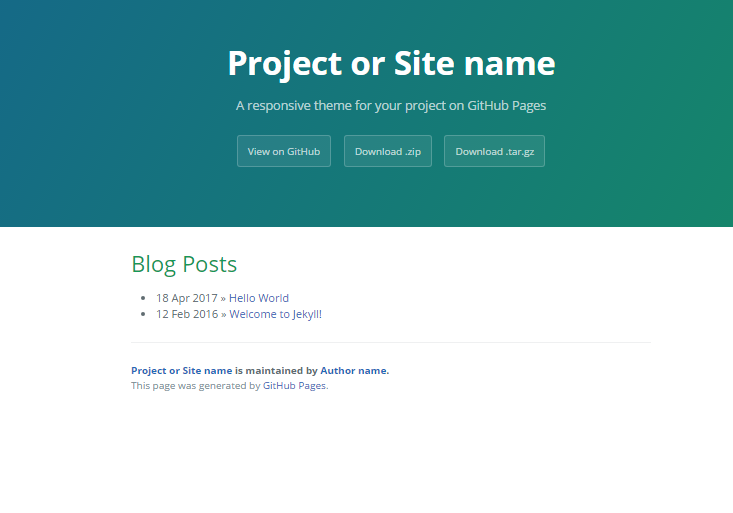 Project or Site name
A responsive theme for your project on GitHub Pages
View on GitHub
Download .zip
Download .tar.gz
Blog Posts
18 Apr 2017 » Hello World
12 Feb 2016 » Welcome to Jekyll!
Project or Site name is maintained by Author name.
This page was generated by GitHub Pages.